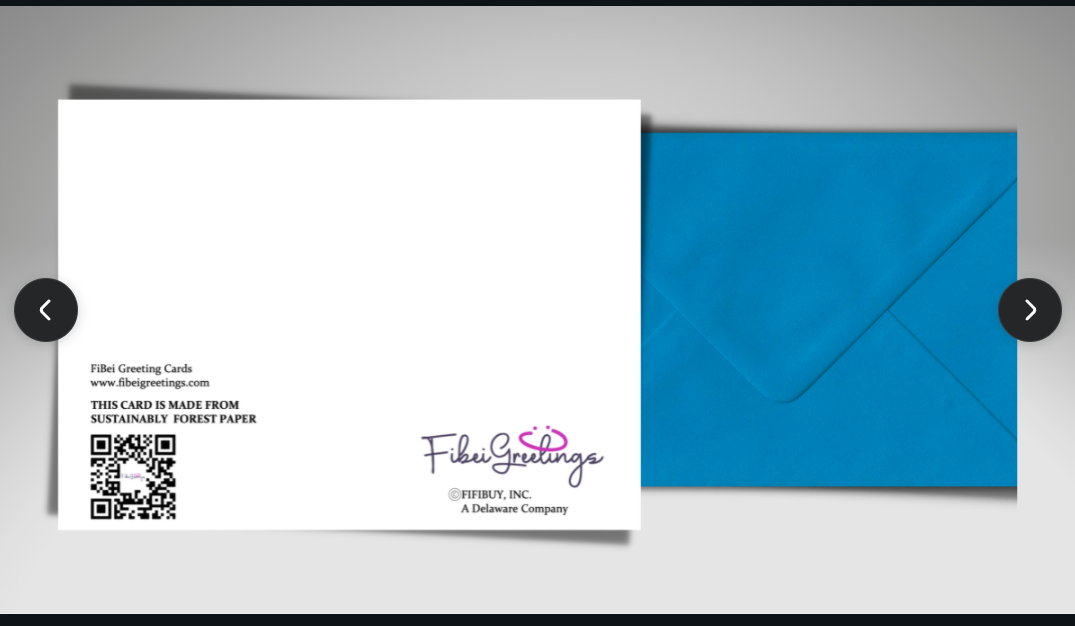 FiBei Greeting Cards
www.fibeigreetings.com
THIS CARD IS MADE FROM
SUSTAINABLY FOREST PAPER
FibeiGreetings
©FIFIBUY, INC.
A Delaware Company